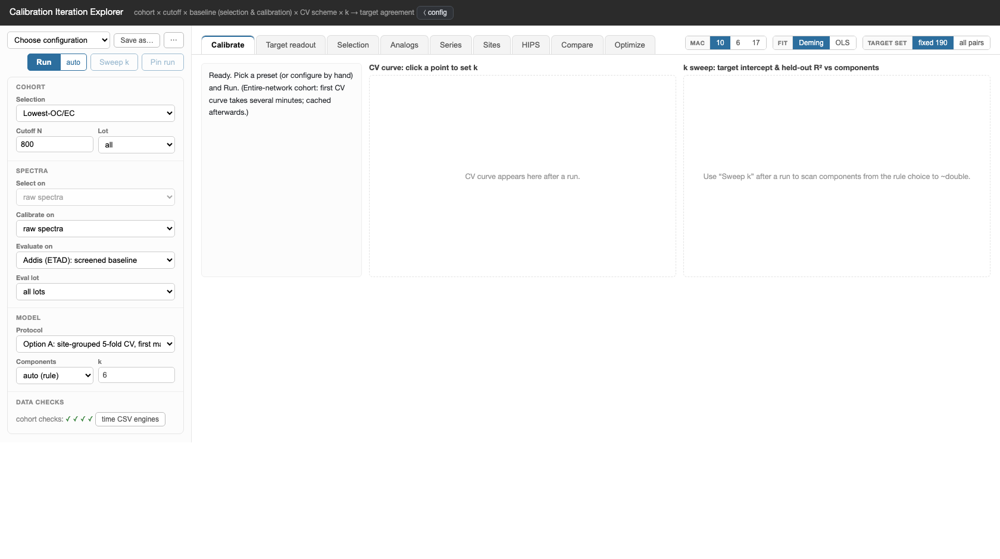 Calibration Iteration Explorer
cohort × cutoff × baseline (selection & calibration) × CV scheme × k → target agreement
‹ config
Choose configuration
Save as...
...
Run
auto
Sweep k
Pin run
COHORT
Selection
Lowest-OC/EC
Cutoff N
Lot
800
all
SPECTRA
Select on
raw spectra
Calibrate on
raw spectra
Evaluate on
Addis (ETAD): screened baseline
Eval lot
all lots
MODEL
Protocol
Option A: site-grouped 5-fold CV, first ma
Components
k
auto (rule)
6
DATA CHECKS
cohort checks: ✓ ✓ ✓ ✓
time CSV engines
Calibrate
Target readout
Selection
Analogs
Series
Sites
HIPS
Compare
Optimize
MAC
10
6
17
FIT
Deming
OLS
TARGET SET
fixed 190
all pairs
Ready. Pick a preset (or configure by hand)
and Run. (Entire-network cohort: first CV
curve takes several minutes; cached
afterwards.)
CV curve: click a point to set k
CV curve appears here after a run.
k sweep: target intercept & held-out R² vs components
Use “Sweep k” after a run to scan components from the rule choice to ~double.